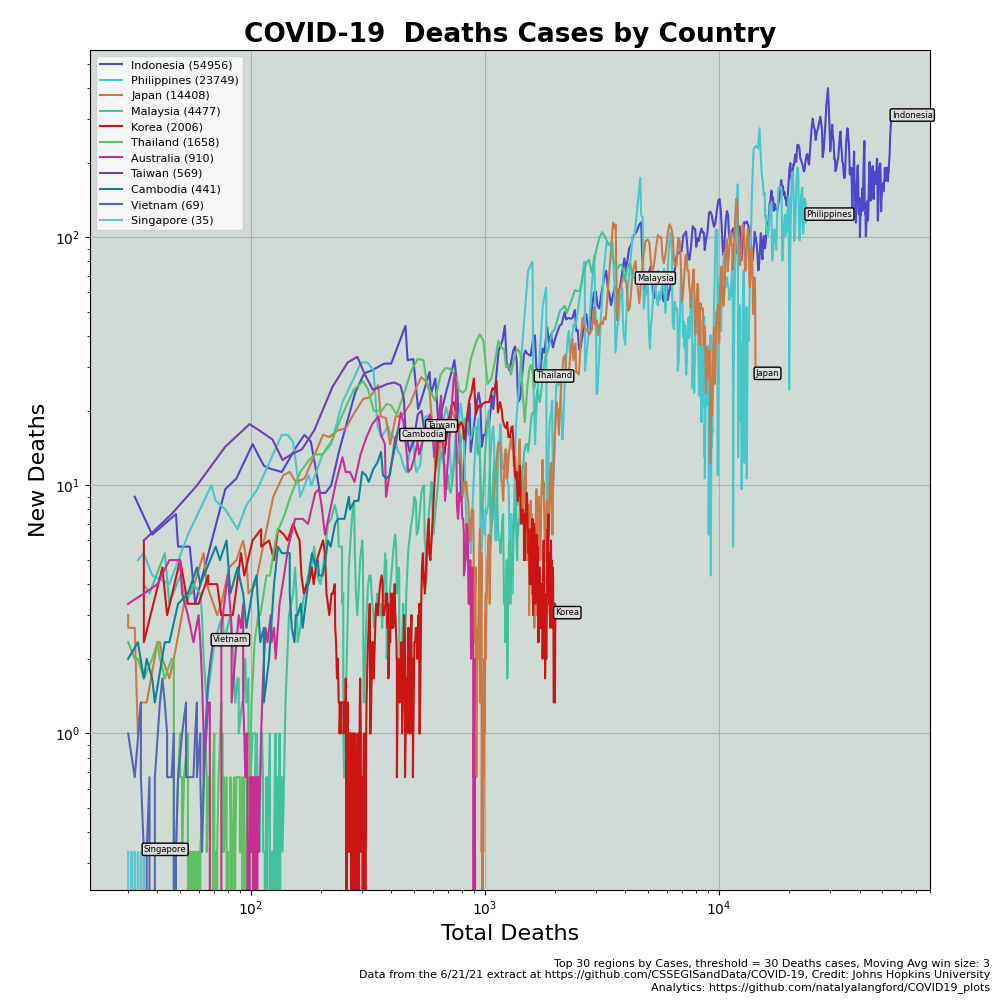 COVID-19  Deaths Cases by Country
Indonesia (54956)
Philippines (23749)
Japan (14408)
Malaysia (4477)
Korea (2006)
Thailand (1658)
Australia (910)
Taiwan (569)
Cambodia (441)
Vietnam (69)
Singapore (35)
Indonesia
Philippines
Malaysia
Japan
Thailand
Taiwan
Cambodia
Korea
Vietnam
Singapore
New Deaths
10²
10¹
10⁰
10²
10³
10⁴
Total Deaths
Top 30 regions by Cases, threshold = 30 Deaths cases, Moving Avg win size: 3
Data from the 6/21/21 extract at https://github.com/CSSEGISandData/COVID-19, Credit: Johns Hopkins University
Analytics: https://github.com/natalyalangford/COVID19_plots